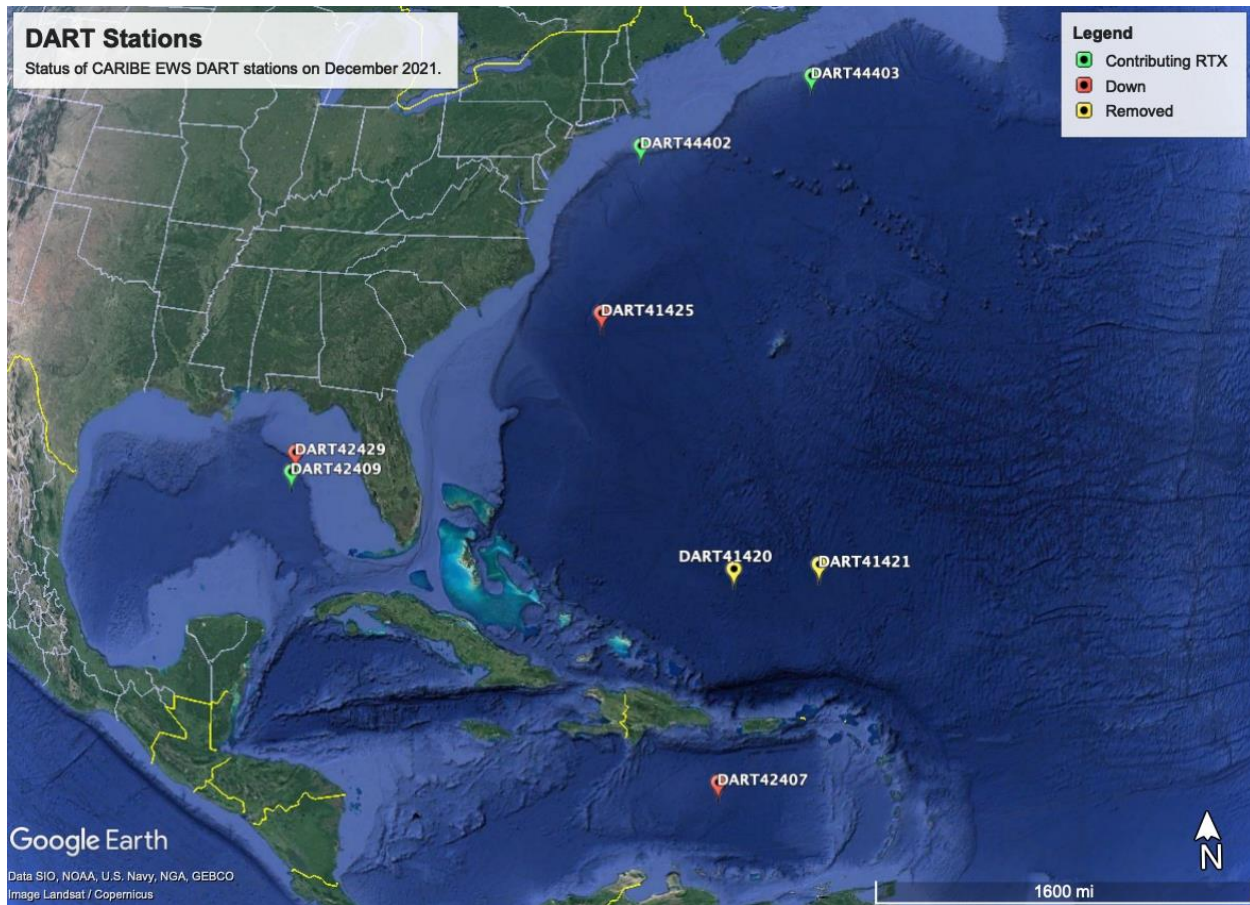 DART Stations
Status of CARIBE EWS DART stations on December 2021.
Legend
Contributing RTX
Down
Removed
DART44403
DART44402
DART41425
DART42429
DART42409
DART41420
DART41421
DART42407
Google Earth
Data SIO, NOAA, U.S. Navy, NGA, GEBCO
Image Landsat / Copernicus
N
1600 mi